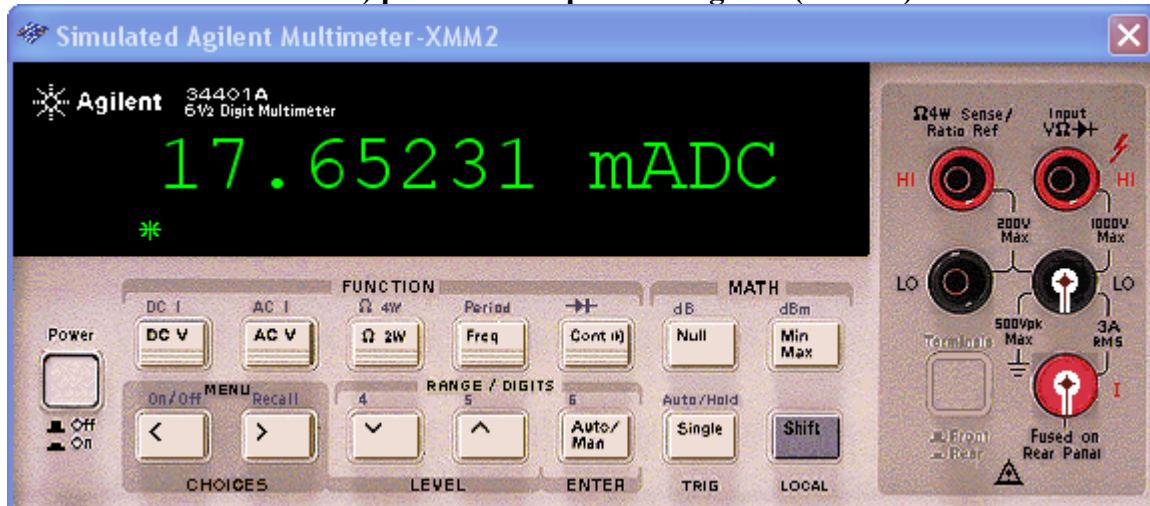 Simulated Agilent Multimeter-XMM2
Agilent 34401A
6½ Digit Multimeter
17.65231 mADC
Ω4W Sense/
Ratio Ref
Input
VΩ
HI
HI
200V
Max
1000V
Max
LO
LO
500Vpk
Max
3A
RMS
Terminals
I
Front
Rear
Fused on
Rear Panal
FUNCTION
MATH
DC I
AC I
Ω 4W
Period
dB
dBm
Power
DC V
AC V
Ω 2W
Freq
Cont
Null
Min
Max
MENU
RANGE / DIGITS
On/Off
Recall
4
5
6
Auto/Hold
Off
On
<
>
Auto/
Man
Single
Shift
CHOICES
LEVEL
ENTER
TRIG
LOCAL